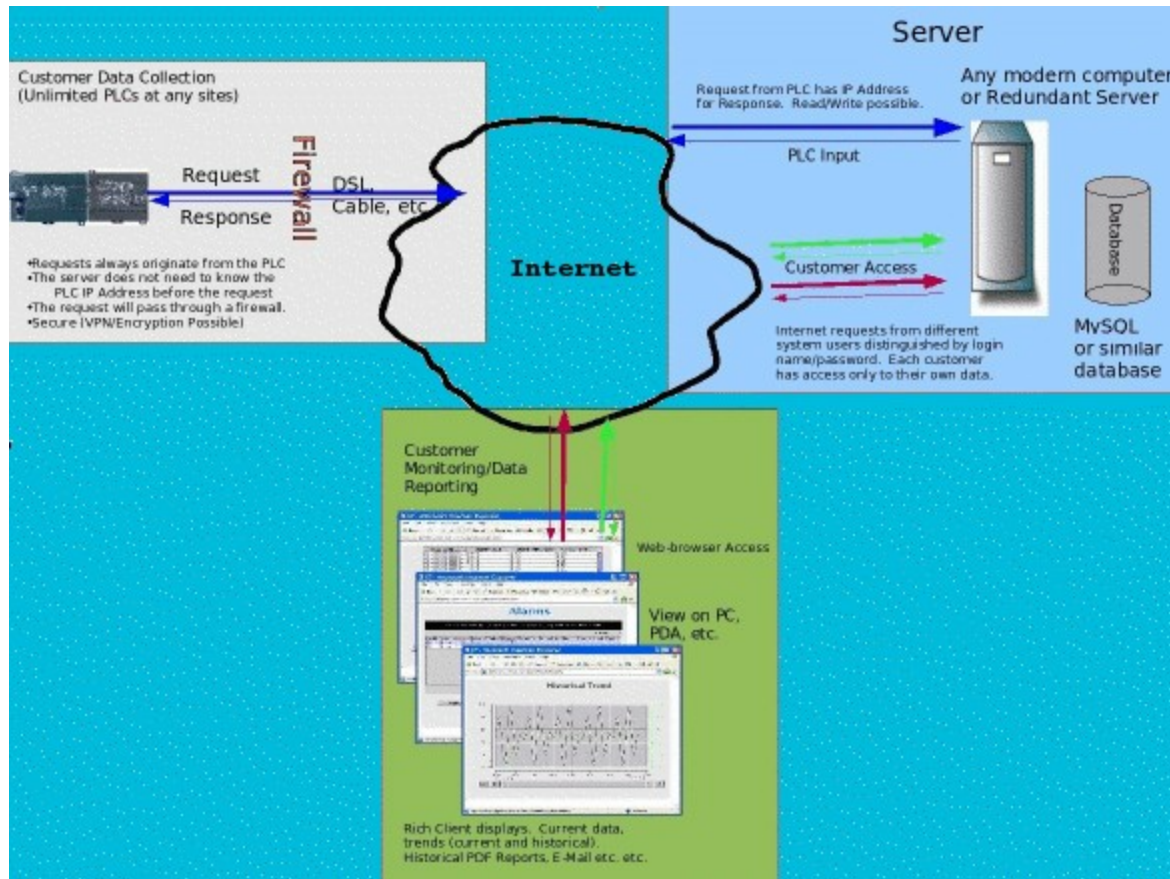 Server
Customer Data Collection
(Unlimited PLCs at any sites)
Firewall
Request
Response
DSL,
Cable, etc
•Requests always originate from the PLC
•The server does not need to know the
PLC IP Address before the request
•The request will pass through a firewall.
•Secure (VPN/Encryption Possible)
Internet
Request from PLC has IP Address
for Response. Read/Write possible.
PLC Input
Any modern computer
or Redundant Server
Customer Access
Internet requests from different
system users distinguished by login
name/password. Each customer
has access only to their own data.
Database
MySQL
or similar
database
Customer
Monitoring/Data
Reporting
Web-browser Access
View on PC,
PDA, etc.
Alarms
Historical Trend
Rich Client displays. Current data,
trends (current and historical).
Historical PDF Reports, E-Mail etc. etc.